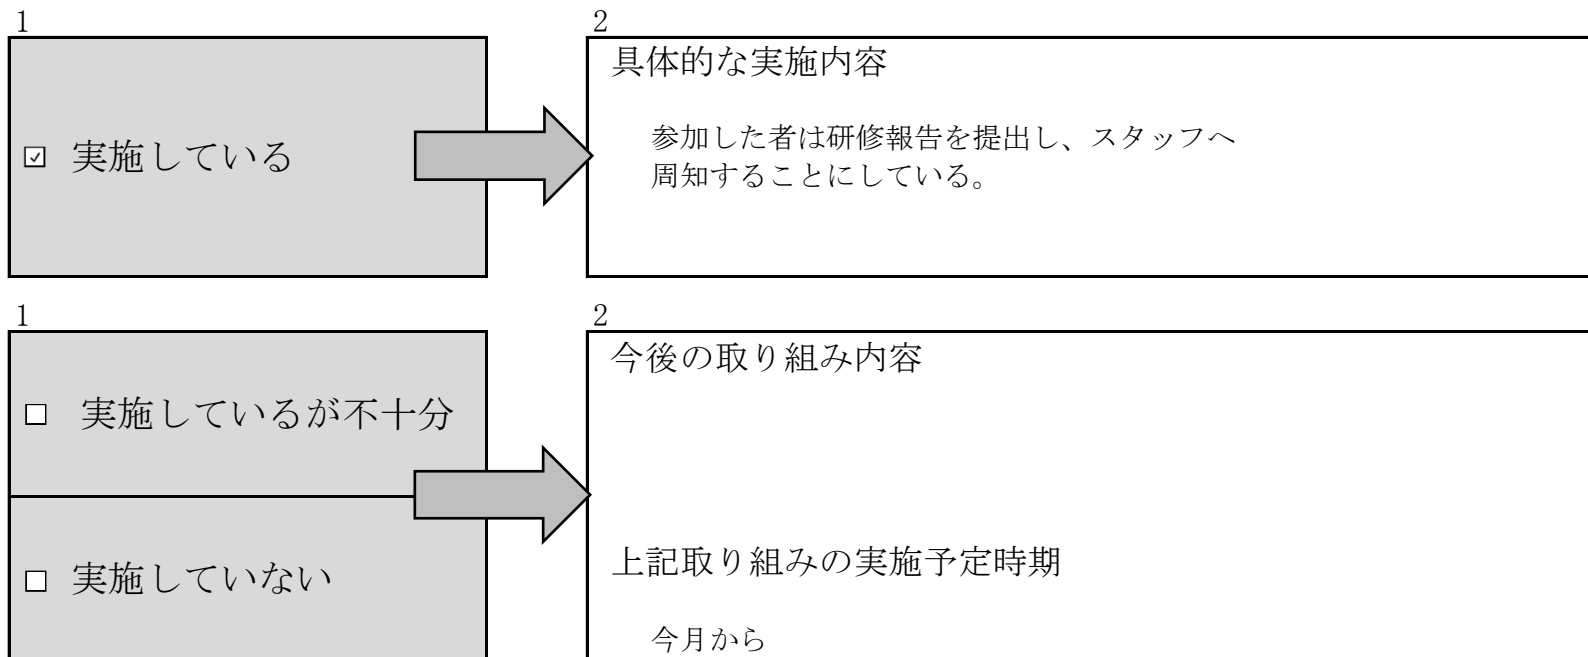 1
2
☑ 実施している
具体的な実施内容
参加した者は研修報告を提出し、スタッフへ
周知することにしている。
1
2
□ 実施しているが不十分
□ 実施していない
今後の取り組み内容
上記取り組みの実施予定時期
今月から